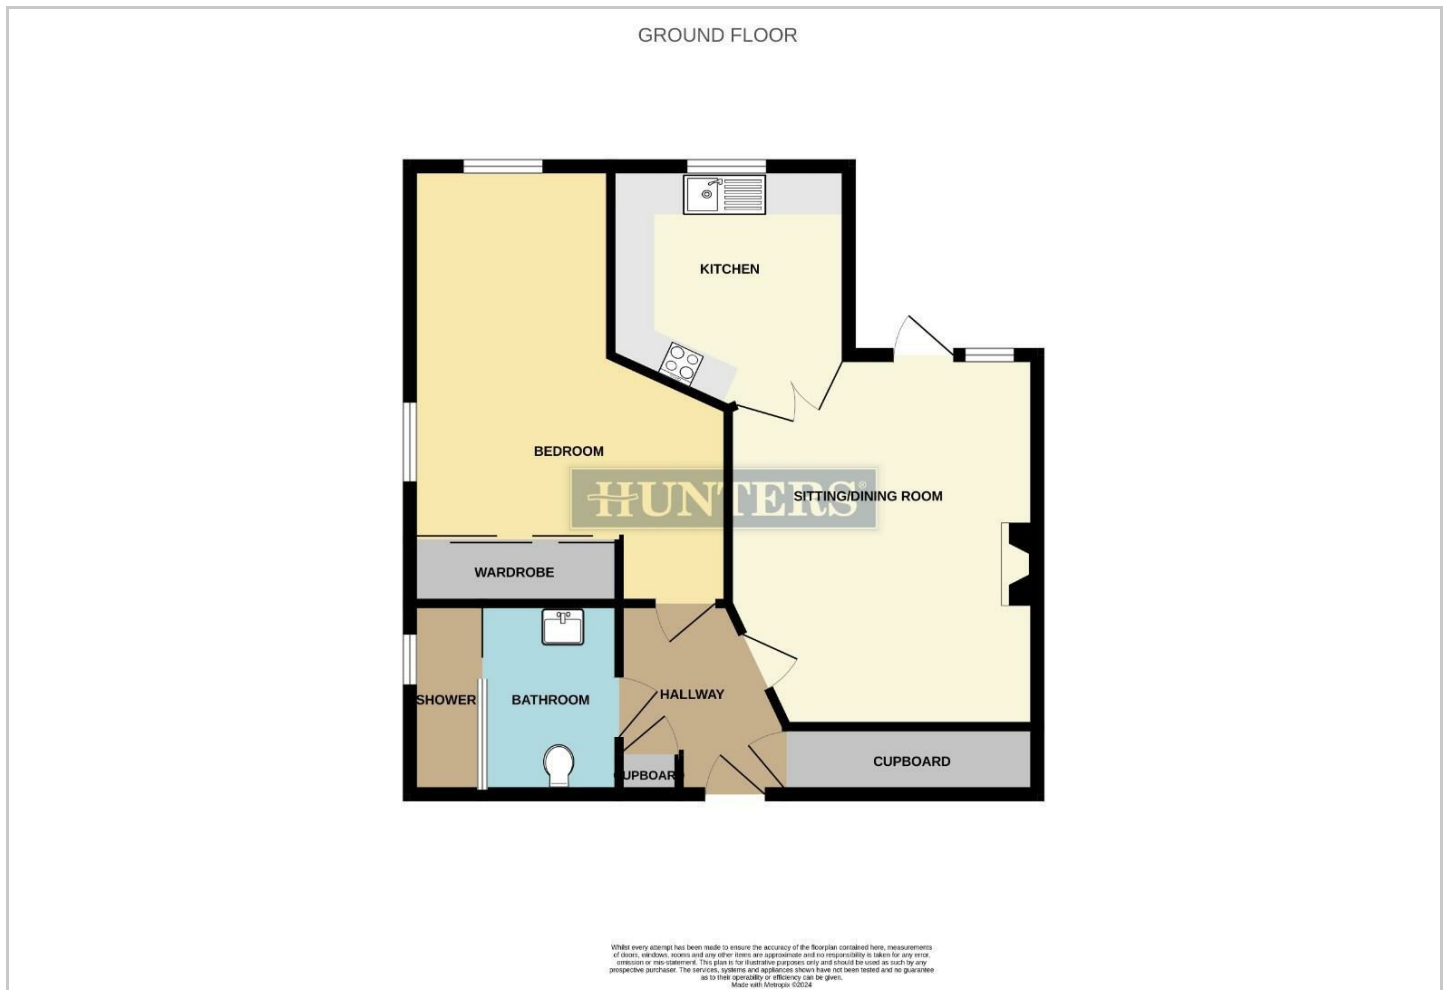 GROUND FLOOR
KITCHEN
BEDROOM
HUNTERS®
SITTING/DINING ROOM
WARDROBE
SHOWER
BATHROOM
HALLWAY
CUPBOARD
CUPBOARD
Whilst every attempt has been made to ensure the accuracy of the floorplan contained here, measurements
of doors, windows, rooms and any other items are approximate and no responsibility is taken for any error,
omission or mis-statement. This plan is for illustrative purposes only and should be used as such by any
prospective purchaser. The services, systems and appliances shown have not been tested and no guarantee
as to their operability or efficiency can be given.
Made with Metropix ©2024